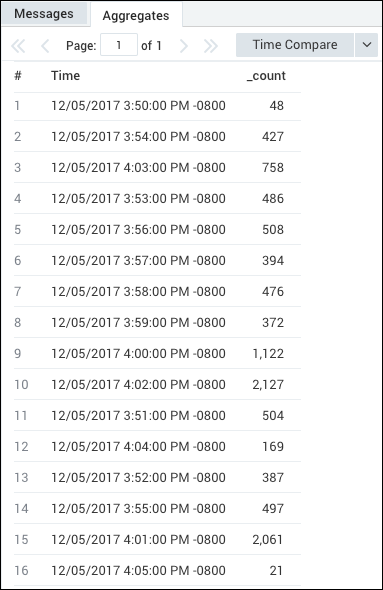 Messages Aggregates
Page: 1 of 1 Time Compare
# Time _count
1 12/05/2017 3:50:00 PM -0800 48
2 12/05/2017 3:54:00 PM -0800 427
3 12/05/2017 4:03:00 PM -0800 758
4 12/05/2017 3:53:00 PM -0800 486
5 12/05/2017 3:56:00 PM -0800 508
6 12/05/2017 3:57:00 PM -0800 394
7 12/05/2017 3:58:00 PM -0800 476
8 12/05/2017 3:59:00 PM -0800 372
9 12/05/2017 4:00:00 PM -0800 1,122
10 12/05/2017 4:02:00 PM -0800 2,127
11 12/05/2017 3:51:00 PM -0800 504
12 12/05/2017 4:04:00 PM -0800 169
13 12/05/2017 3:52:00 PM -0800 387
14 12/05/2017 3:55:00 PM -0800 497
15 12/05/2017 4:01:00 PM -0800 2,061
16 12/05/2017 4:05:00 PM -0800 21